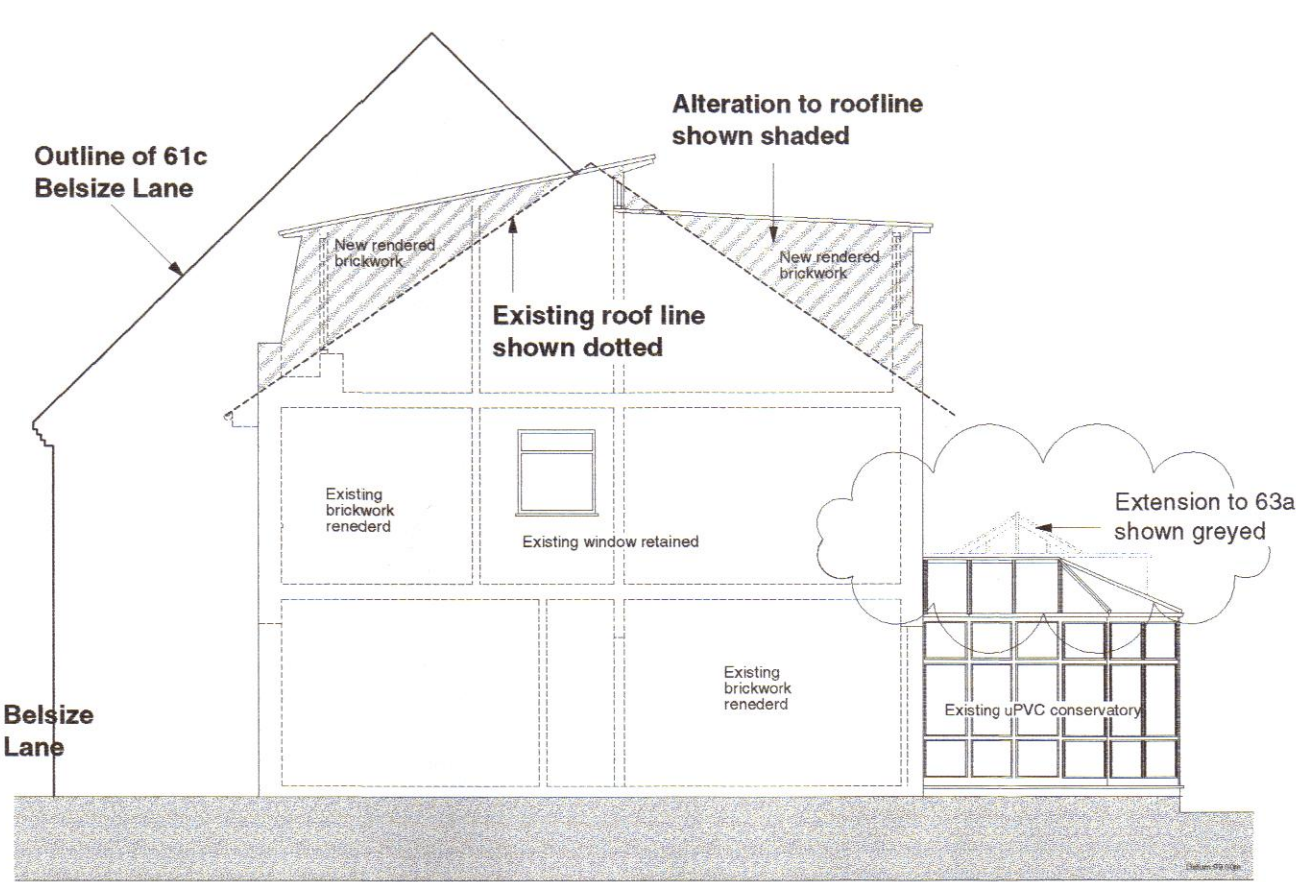 Alteration to roofline
shown shaded
Outline of 61c
Belsize Lane
New rendered
brickwork
New rendered
brickwork
Existing roof line
shown dotted
Existing
brickwork
renederd
Existing window retained
Extension to 63a
shown greyed
Existing
brickwork
renederd
Existing uPVC conservatory
Belsize
Lane